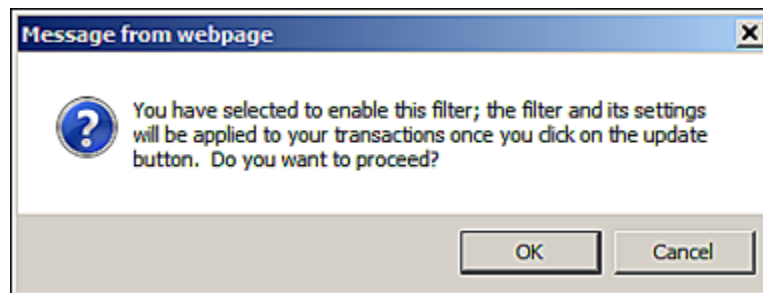 Message from webpage
You have selected to enable this filter; the filter and its settings
will be applied to your transactions once you click on the update
button.  Do you want to proceed?
OK
Cancel